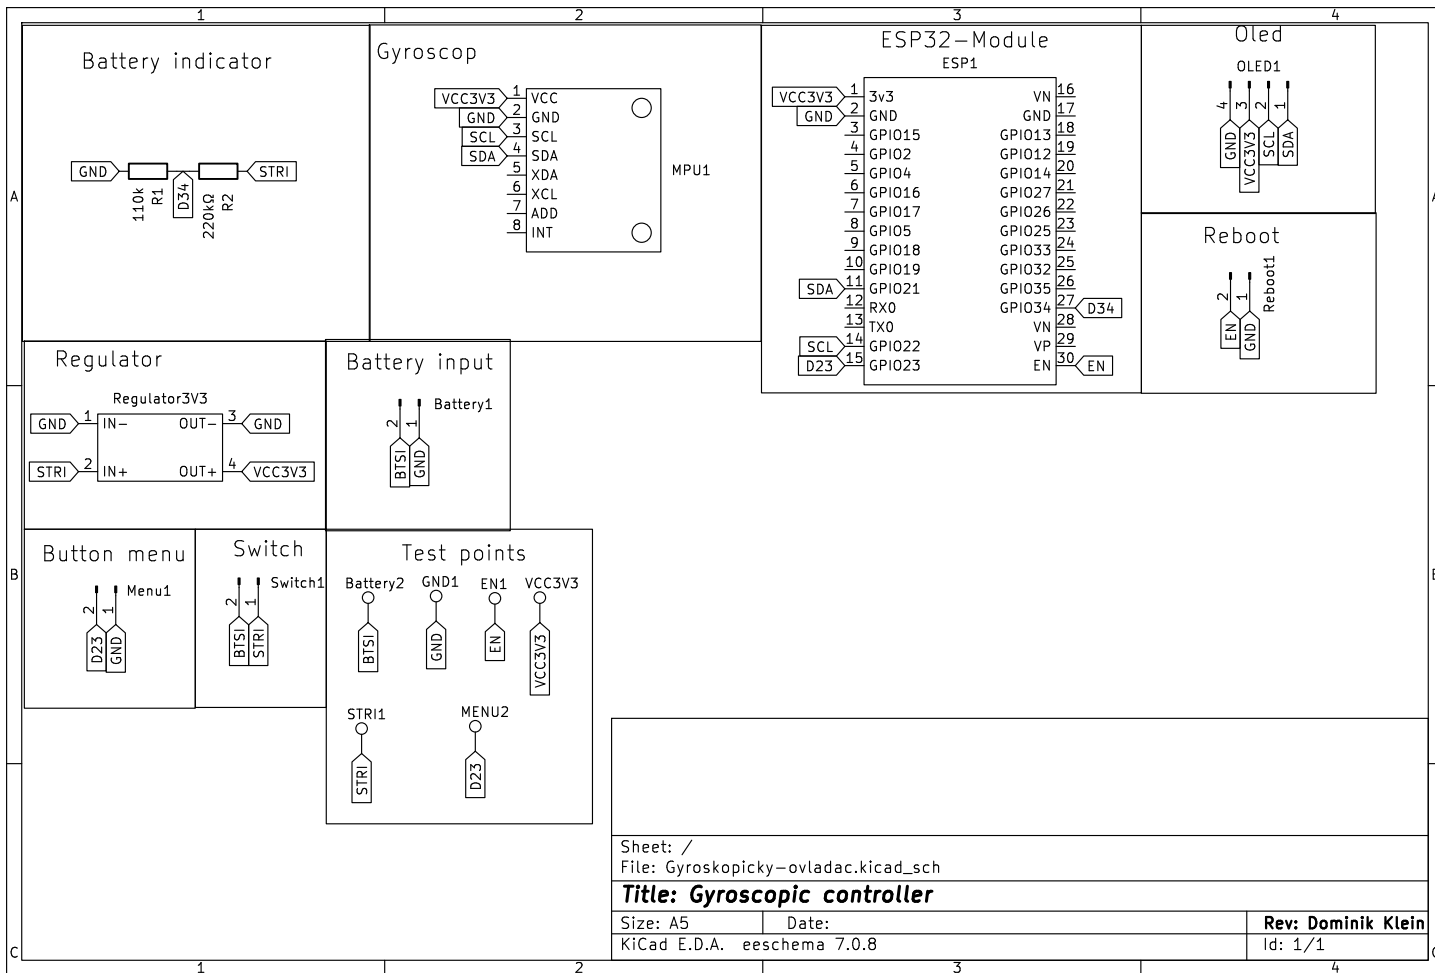 1 2 3 4
Battery indicator
GND
STRI
D34
110k
R1
220kΩ
R2
Gyroscop
VCC3V3 1 VCC
GND 2 GND
SCL 3 SCL
SDA 4 SDA
5 XDA
6 XCL
7 ADD
8 INT
MPU1
ESP32-Module
ESP1
VCC3V3 1 3v3 VN 16
GND 2 GND GND 17
3 GPIO15 GPIO13 18
4 GPIO2 GPIO12 19
5 GPIO4 GPIO14 20
6 GPIO16 GPIO27 21
7 GPIO17 GPIO26 22
8 GPIO5 GPIO25 23
9 GPIO18 GPIO33 24
10 GPIO19 GPIO32 25
SDA 11 GPIO21 GPIO35 26
12 RX0 GPIO34 27 D34
13 TX0 VN 28
SCL 14 GPIO22 VP 29
D23 15 GPIO23 EN 30 EN
Oled
OLED1
4 3 2 1
GND
VCC3V3
SCL
SDA
Reboot
Reboot1
2 1
EN
GND
A A
Regulator
Regulator3V3
GND 1 IN- OUT- 3 GND
STRI 2 IN+ OUT+ 4 VCC3V3
Battery input
Battery1
2 1
BTSI
GND
Button menu
Menu1
2 1
D23
GND
Switch
Switch1
2 1
BTSI
STRI
Test points
Battery2 GND1 EN1 VCC3V3
BTSI
GND
EN
VCC3V3
STRI1 MENU2
STRI
D23
B B
Sheet: /
File: Gyroskopicky-ovladac.kicad_sch
Title: Gyroscopic controller
Size: A5 Date: Rev: Dominik Klein
KiCad E.D.A. eeschema 7.0.8 Id: 1/1
C C
1 2 3 4